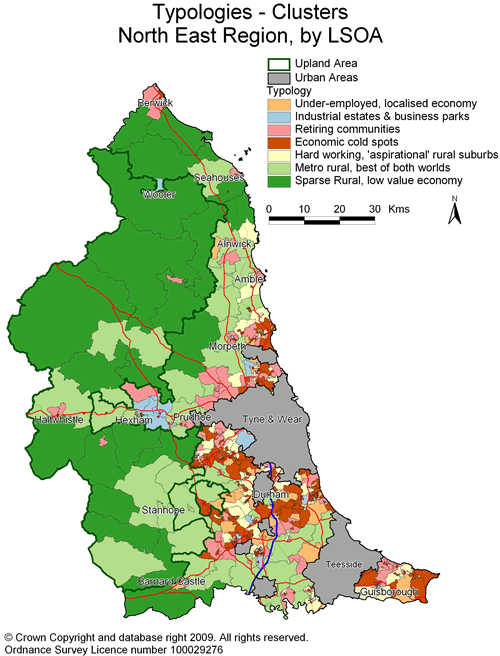 Typologies - Clusters
North East Region, by LSOA
Upland Area
Urban Areas
Typology
Under-employed, localised economy
Industrial estates & business parks
Retiring communities
Economic cold spots
Hard working, 'aspirational' rural suburbs
Metro rural, best of both worlds
Sparse Rural, low value economy
0 5 10 20 30 Kms
N
Berwick
Seahouses
Wooler
Alnwick
Amble
Morpeth
Haltwhistle
Hexham
Prudhoe
Tyne & Wear
Durham
Stanhope
Teesside
Barnard Castle
Guisborough
© Crown Copyright and database right 2009. All rights reserved.
Ordnance Survey Licence number 100029276